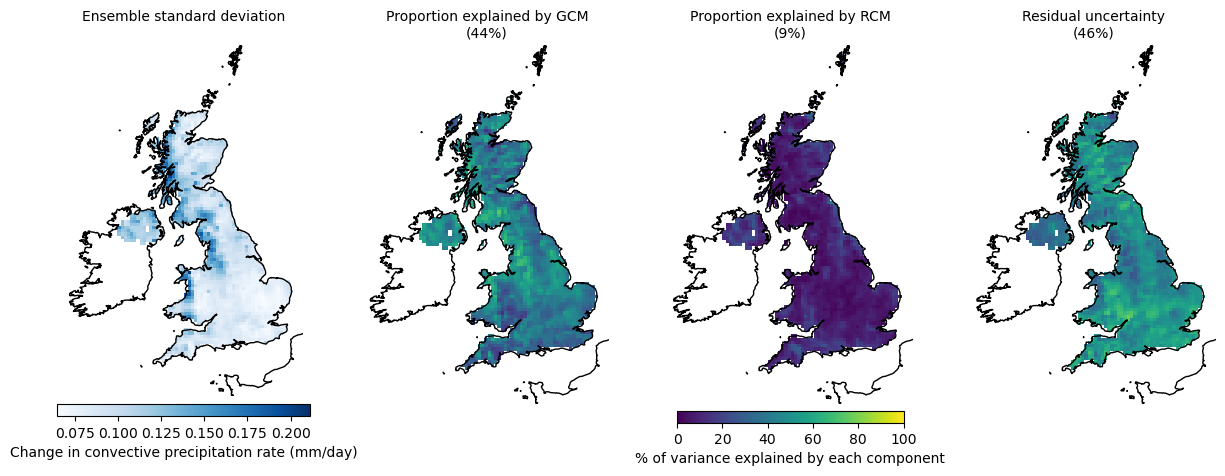 Ensemble standard deviation
Proportion explained by GCM
(44%)
Proportion explained by RCM
(9%)
Residual uncertainty
(46%)
0.075 0.100 0.125 0.150 0.175 0.200
Change in convective precipitation rate (mm/day)
0 20 40 60 80 100
% of variance explained by each component